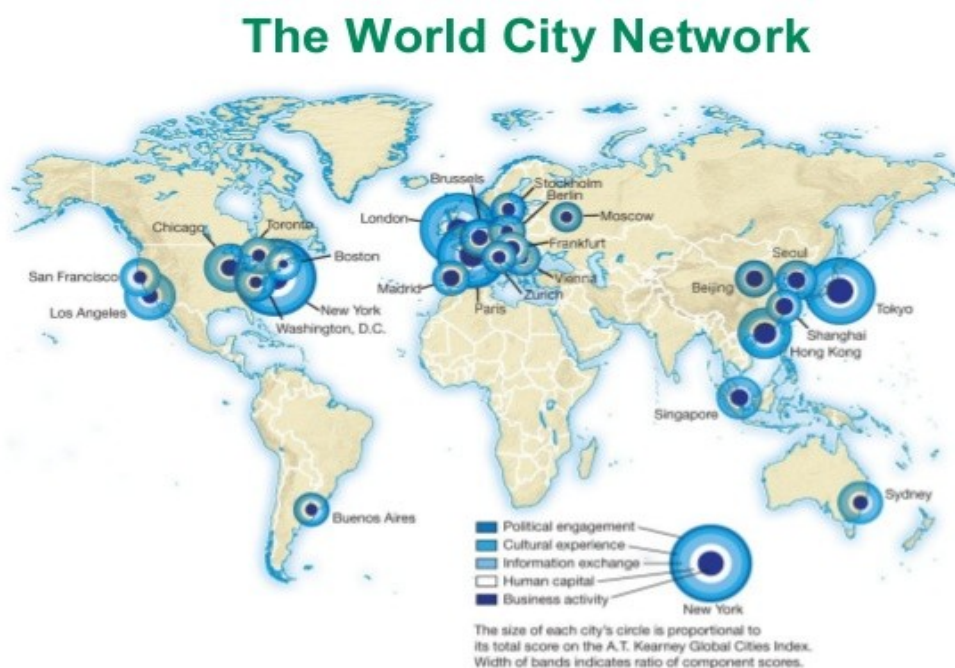 The World City Network
Brussels
Stockholm
Berlin
London
Moscow
Chicago
Toronto
Boston
Frankfurt
Seoul
San Francisco
Madrid
Vienna
Beijing
Zurich
Los Angeles
New York
Paris
Tokyo
Washington, D.C.
Shanghai
Hong Kong
Singapore
Sydney
Buenos Aires
Political engagement
Cultural experience
Information exchange
Human capital
Business activity
New York
The size of each city's circle is proportional to
its total score on the A.T. Kearney Global Cities Index.
Width of bands indicates ratio of component scores.